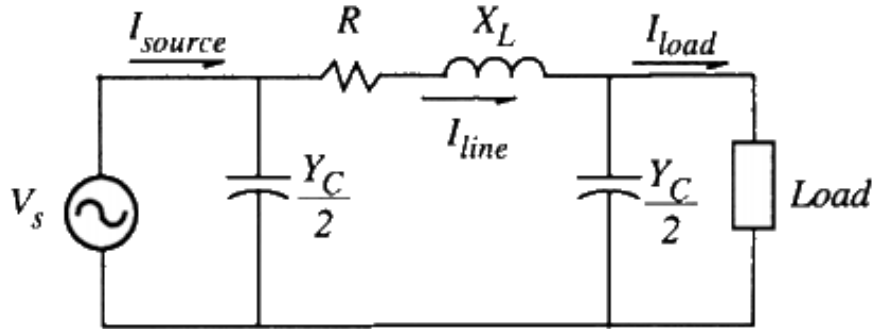 I_source
R
X_L
I_load
I_line
V_s
Y_C
2
Y_C
2
Load